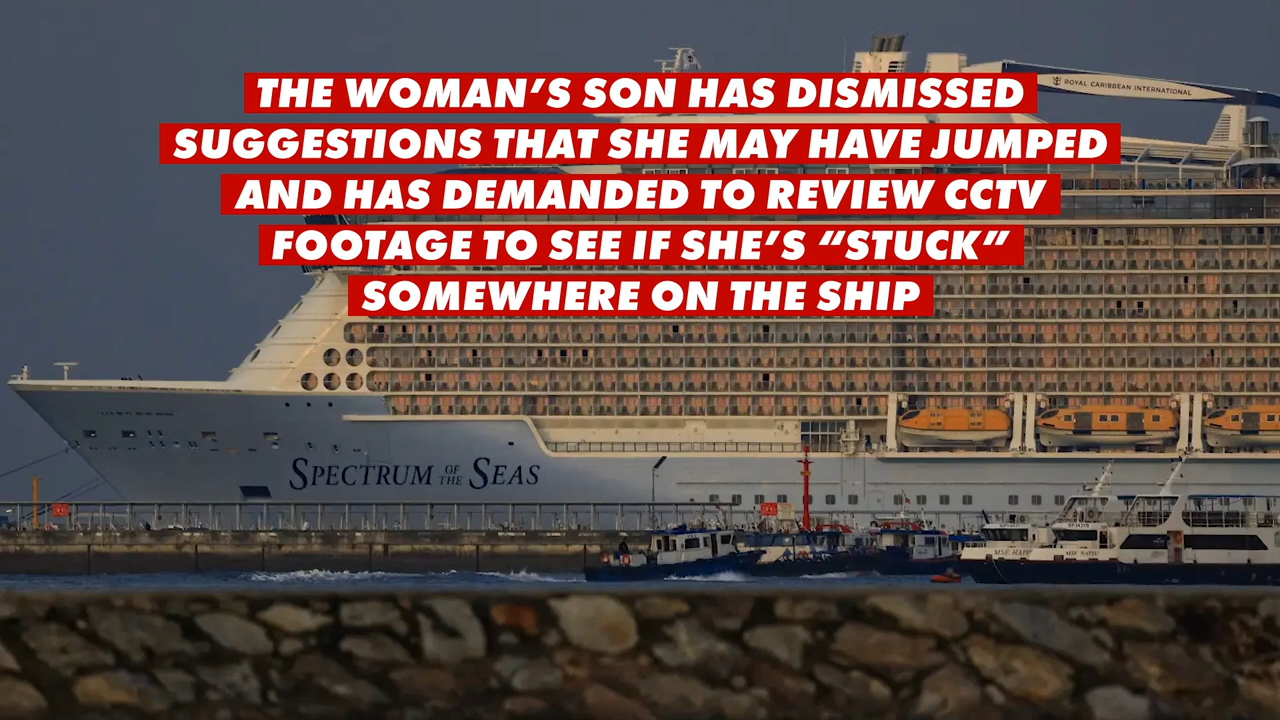 THE WOMAN’S SON HAS DISMISSED
SUGGESTIONS THAT SHE MAY HAVE JUMPED
AND HAS DEMANDED TO REVIEW CCTV
FOOTAGE TO SEE IF SHE’S “STUCK”
SOMEWHERE ON THE SHIP
ROYAL CARIBBEAN INTERNATIONAL
SPECTRUM OF THE SEAS